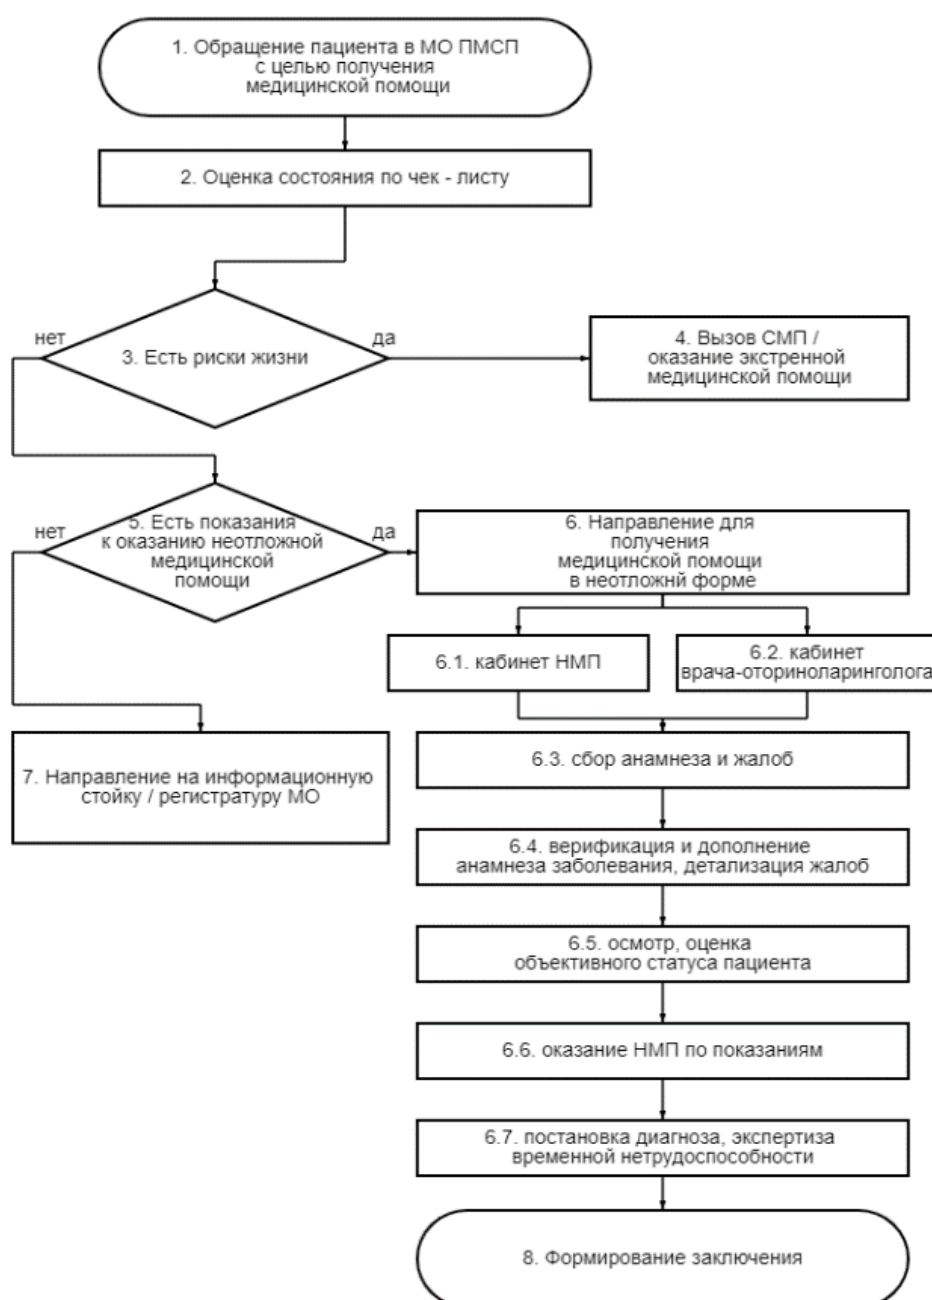 1. Обращение пациента в МО ПМСП
с целью получения
медицинской помощи
2. Оценка состояния по чек - листу
нет
да
3. Есть риски жизни
4. Вызов СМП /
оказание экстренной
медицинской помощи
нет
да
5. Есть показания
к оказанию неотложной
медицинской
помощи
6. Направление для
получения
медицинской помощи
в неотложнй форме
6.1. кабинет НМП
6.2. кабинет
врача-оториноларинголога
6.3. сбор анамнеза и жалоб
7. Направление на информационную
стойку / регистратуру МО
6.4. верификация и дополнение
анамнеза заболевания, детализация жалоб
6.5. осмотр, оценка
объективного статуса пациента
6.6. оказание НМП по показаниям
6.7. постановка диагноза, экспертиза
временной нетрудоспособности
8. Формирование заключения